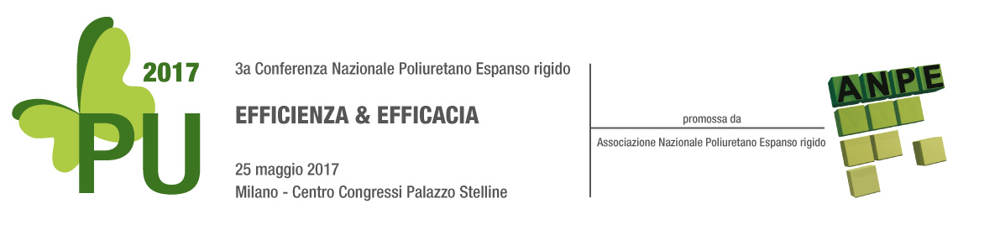 2017
PU
3a Conferenza Nazionale Poliuretano Espanso rigido
EFFICIENZA & EFFICACIA
25 maggio 2017
Milano - Centro Congressi Palazzo Stelline
promossa da
Associazione Nazionale Poliuretano Espanso rigido
ANPE